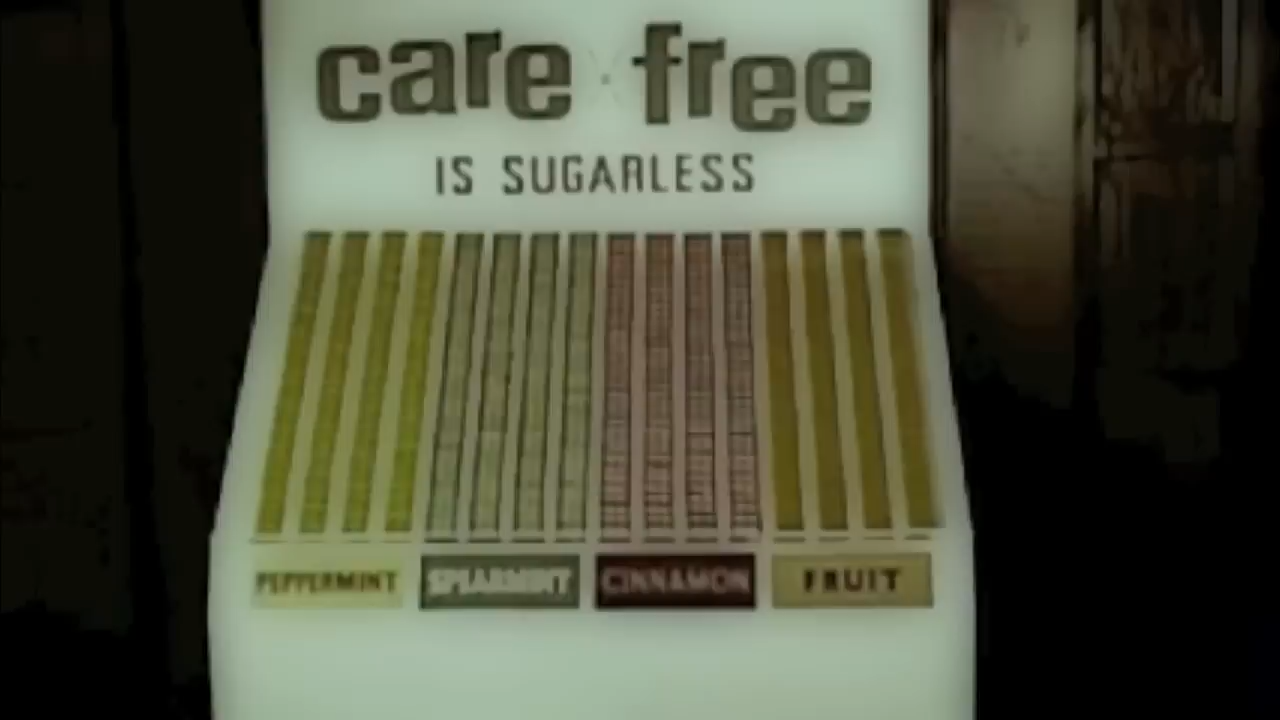 care free
IS SUGARLESS
PEPPERMINT
SPEARMINT
CINNAMON
FRUIT